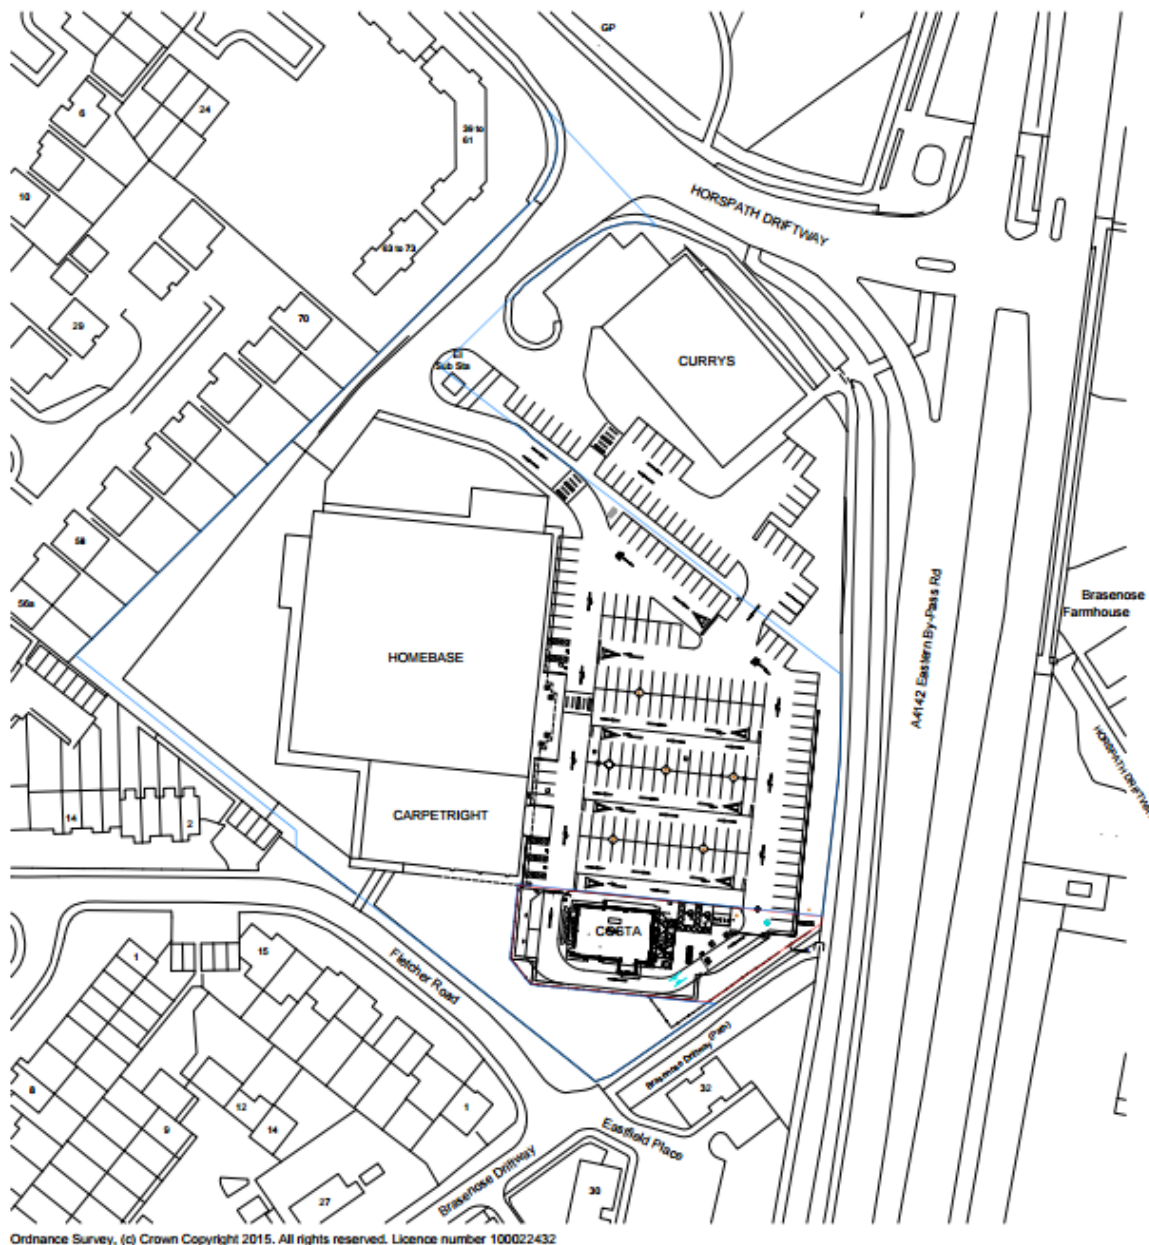 GP
6
24
39 to
61
10
HORSPATH DRIFTWAY
63 to 73
29
70
El
Sub Sta
CURRYS
58
56a
Brasenose
Farmhouse
A4142 Eastern By-Pass Rd
HOMEBASE
HORSPATH DRIFTWAY
14
2
CARPETRIGHT
COSTA
1
15
Fletcher Road
Brasenose Driftway (Path)
8
12
14
9
1
32
Eastfield Place
Brasenose Driftway
27
30
Ordnance Survey, (c) Crown Copyright 2015. All rights reserved. Licence number 100022432